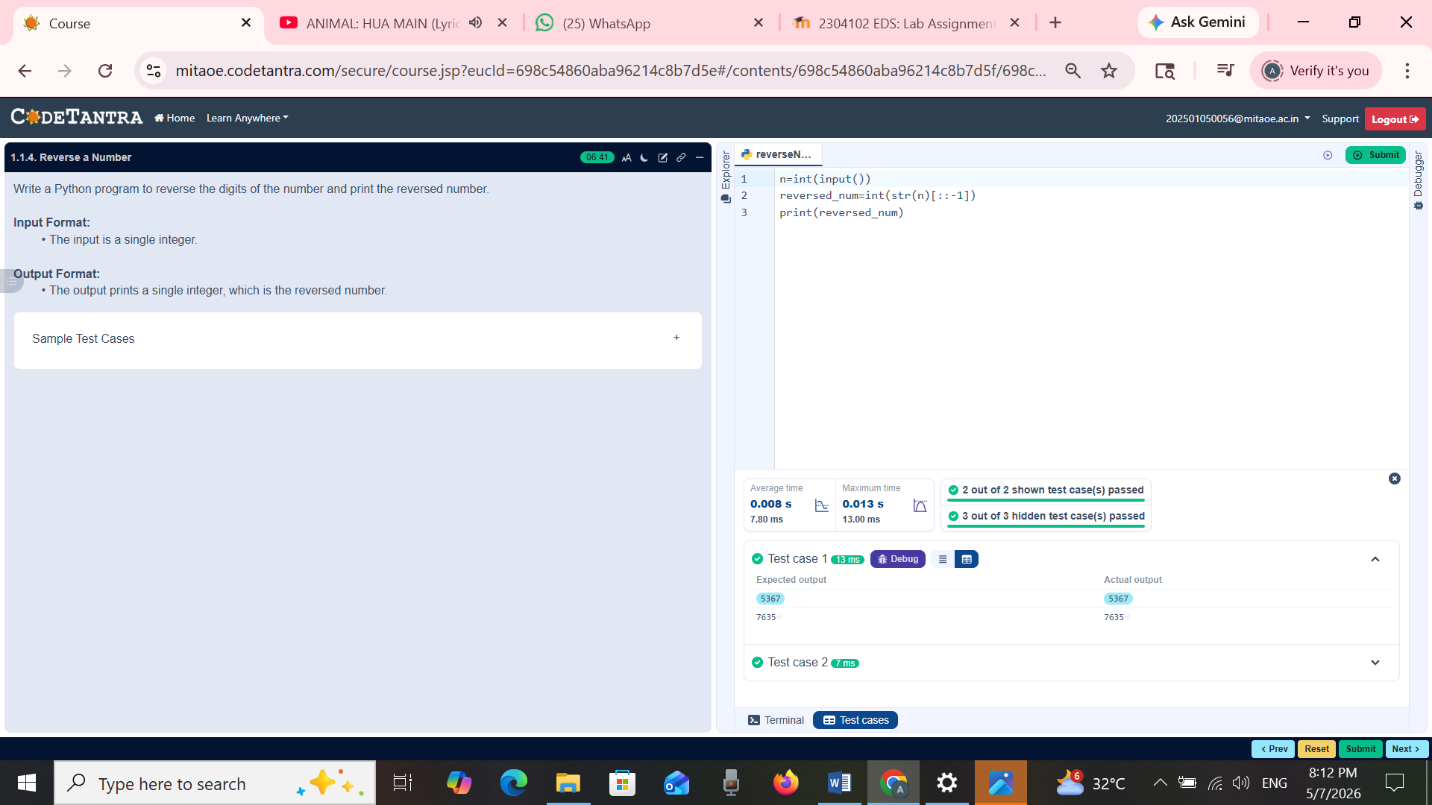 Course
ANIMAL: HUA MAIN (Lyric
(25) WhatsApp
2304102 EDS: Lab Assignment
Ask Gemini
mitaoe.codetantra.com/secure/course.jsp?eucId=698c54860aba96214c8b7d5e#/contents/698c54860aba96214c8b7d5f/698c...
A
Verify it's you
CODETANTRA
Home
Learn Anywhere
202501050056@mitaoe.ac.in
Support
Logout
1.1.4. Reverse a Number
06:41
AA
Write a Python program to reverse the digits of the number and print the reversed number.
Input Format:
• The input is a single integer.
Output Format:
• The output prints a single integer, which is the reversed number.
Sample Test Cases
+
Explorer
reverseN...
Submit
Debugger
1 n=int(input())
2 reversed_num=int(str(n)[::-1])
3 print(reversed_num)
Average time
0.008 s
7.80 ms
Maximum time
0.013 s
13.00 ms
2 out of 2 shown test case(s) passed
3 out of 3 hidden test case(s) passed
Test case 1 13 ms Debug
Expected output Actual output
5367 5367
7635 7635
Test case 2 7 ms
Terminal
Test cases
< Prev Reset Submit Next >
Type here to search
6
32°C
ENG
8:12 PM
5/7/2026